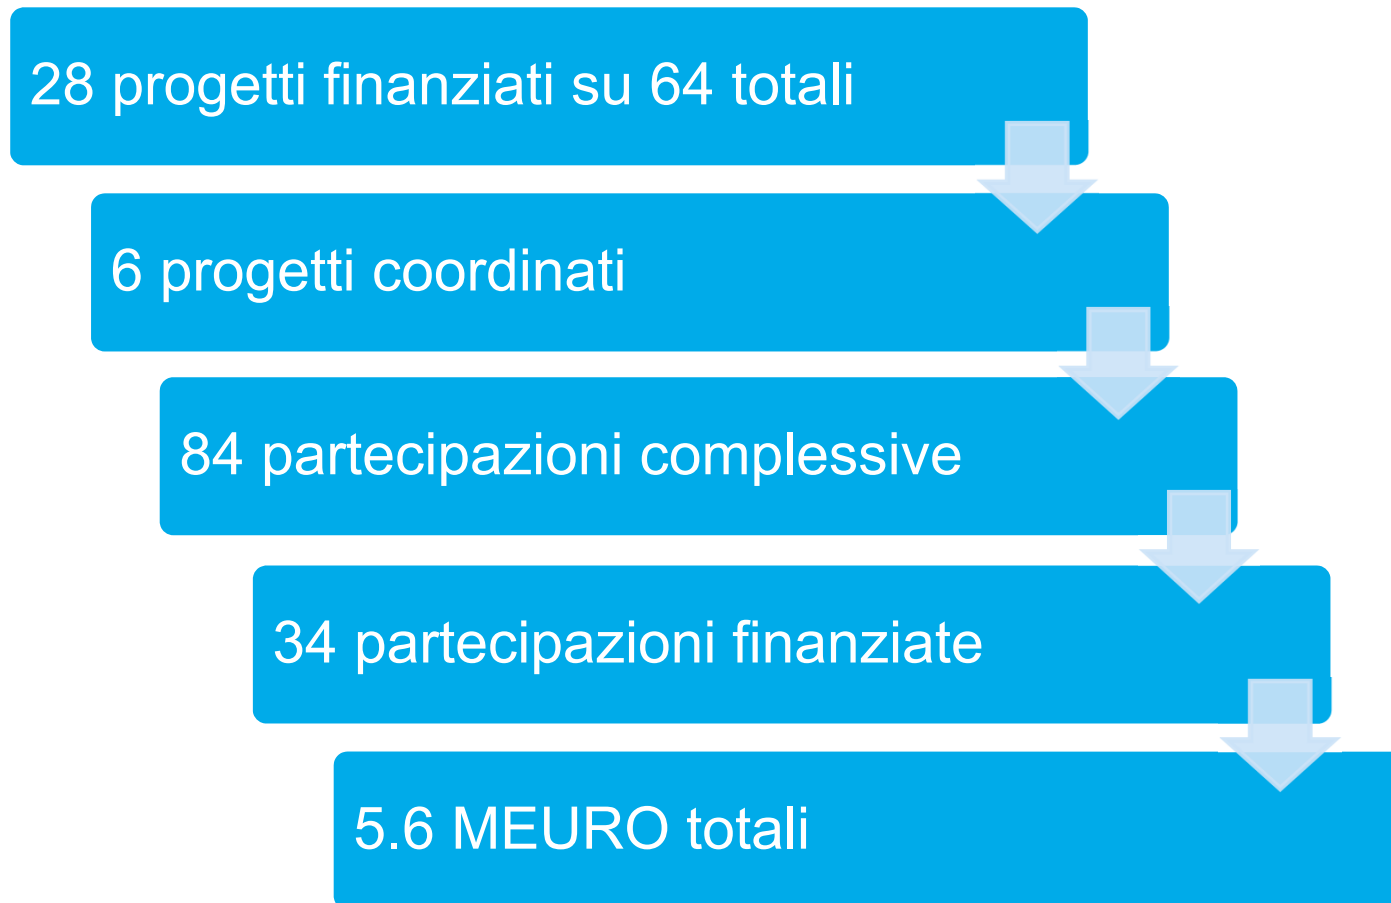 28 progetti finanziati su 64 totali
6 progetti coordinati
84 partecipazioni complessive
34 partecipazioni finanziate
5.6 MEURO totali